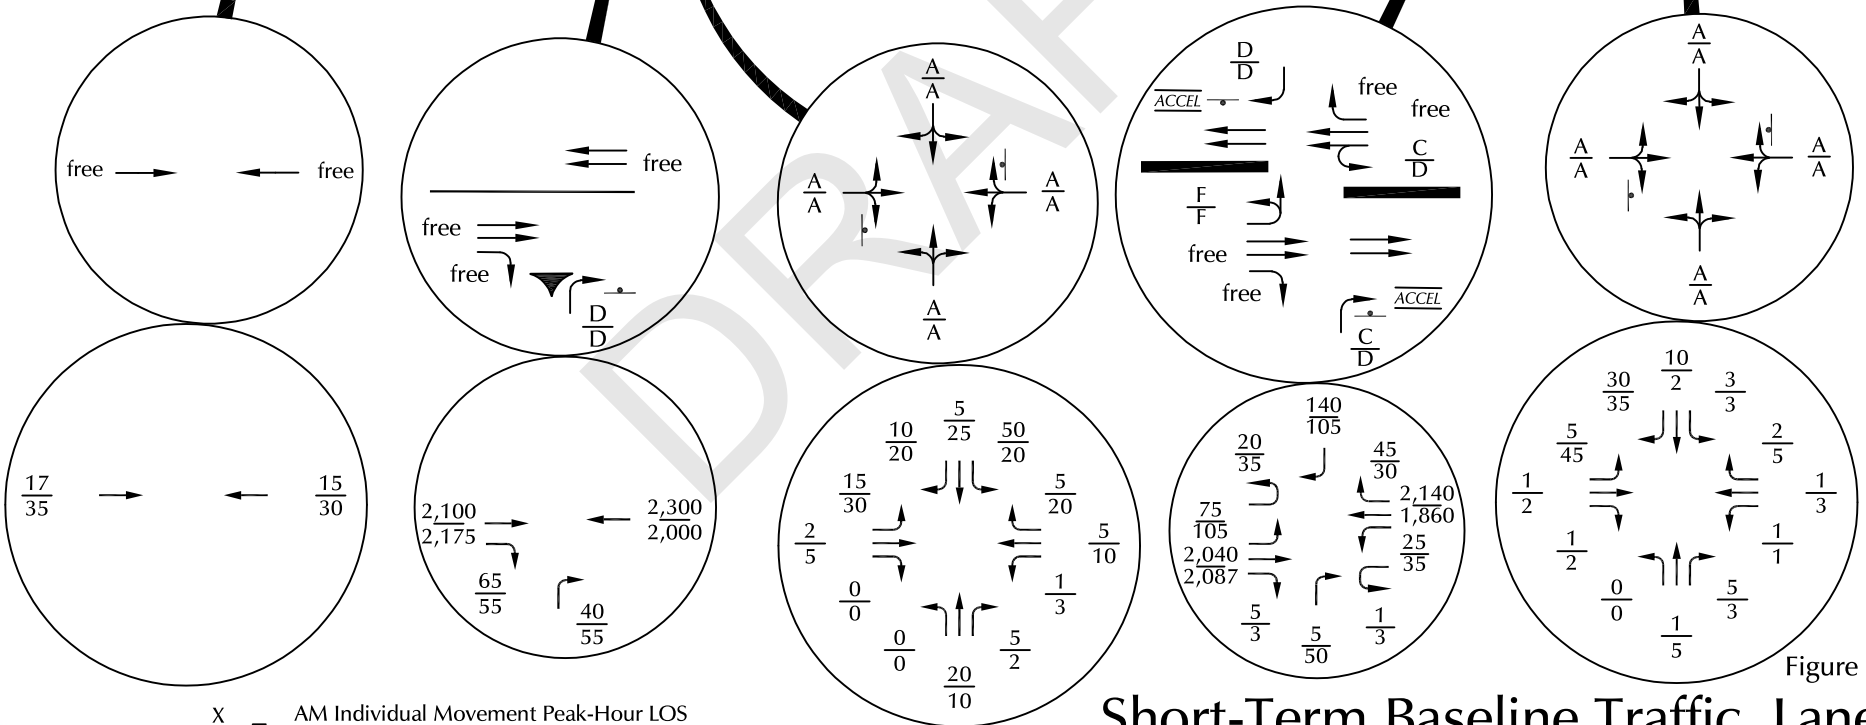 free
free
free
free
free
D
D
A
A
A
A
A
A
A
A
D
D
ACCEL
free
free
C
D
F
F
free
free
ACCEL
C
D
A
A
A
A
A
A
A
A
DRAF
17
35
15
30
2,100
2,175
2,300
2,000
65
55
40
55
5
25
10
20
50
20
15
30
5
20
2
5
5
10
0
0
1
3
0
0
5
2
20
10
140
105
20
35
45
30
75
105
2,140
1,860
2,040
2,087
25
35
5
3
5
50
1
3
10
2
30
35
3
3
5
45
2
5
1
2
1
3
1
2
1
1
0
0
5
3
1
5
Figure
X _ AM Individual Movement Peak-Hour LOS
Short-Term Baseline Traffic, Lane